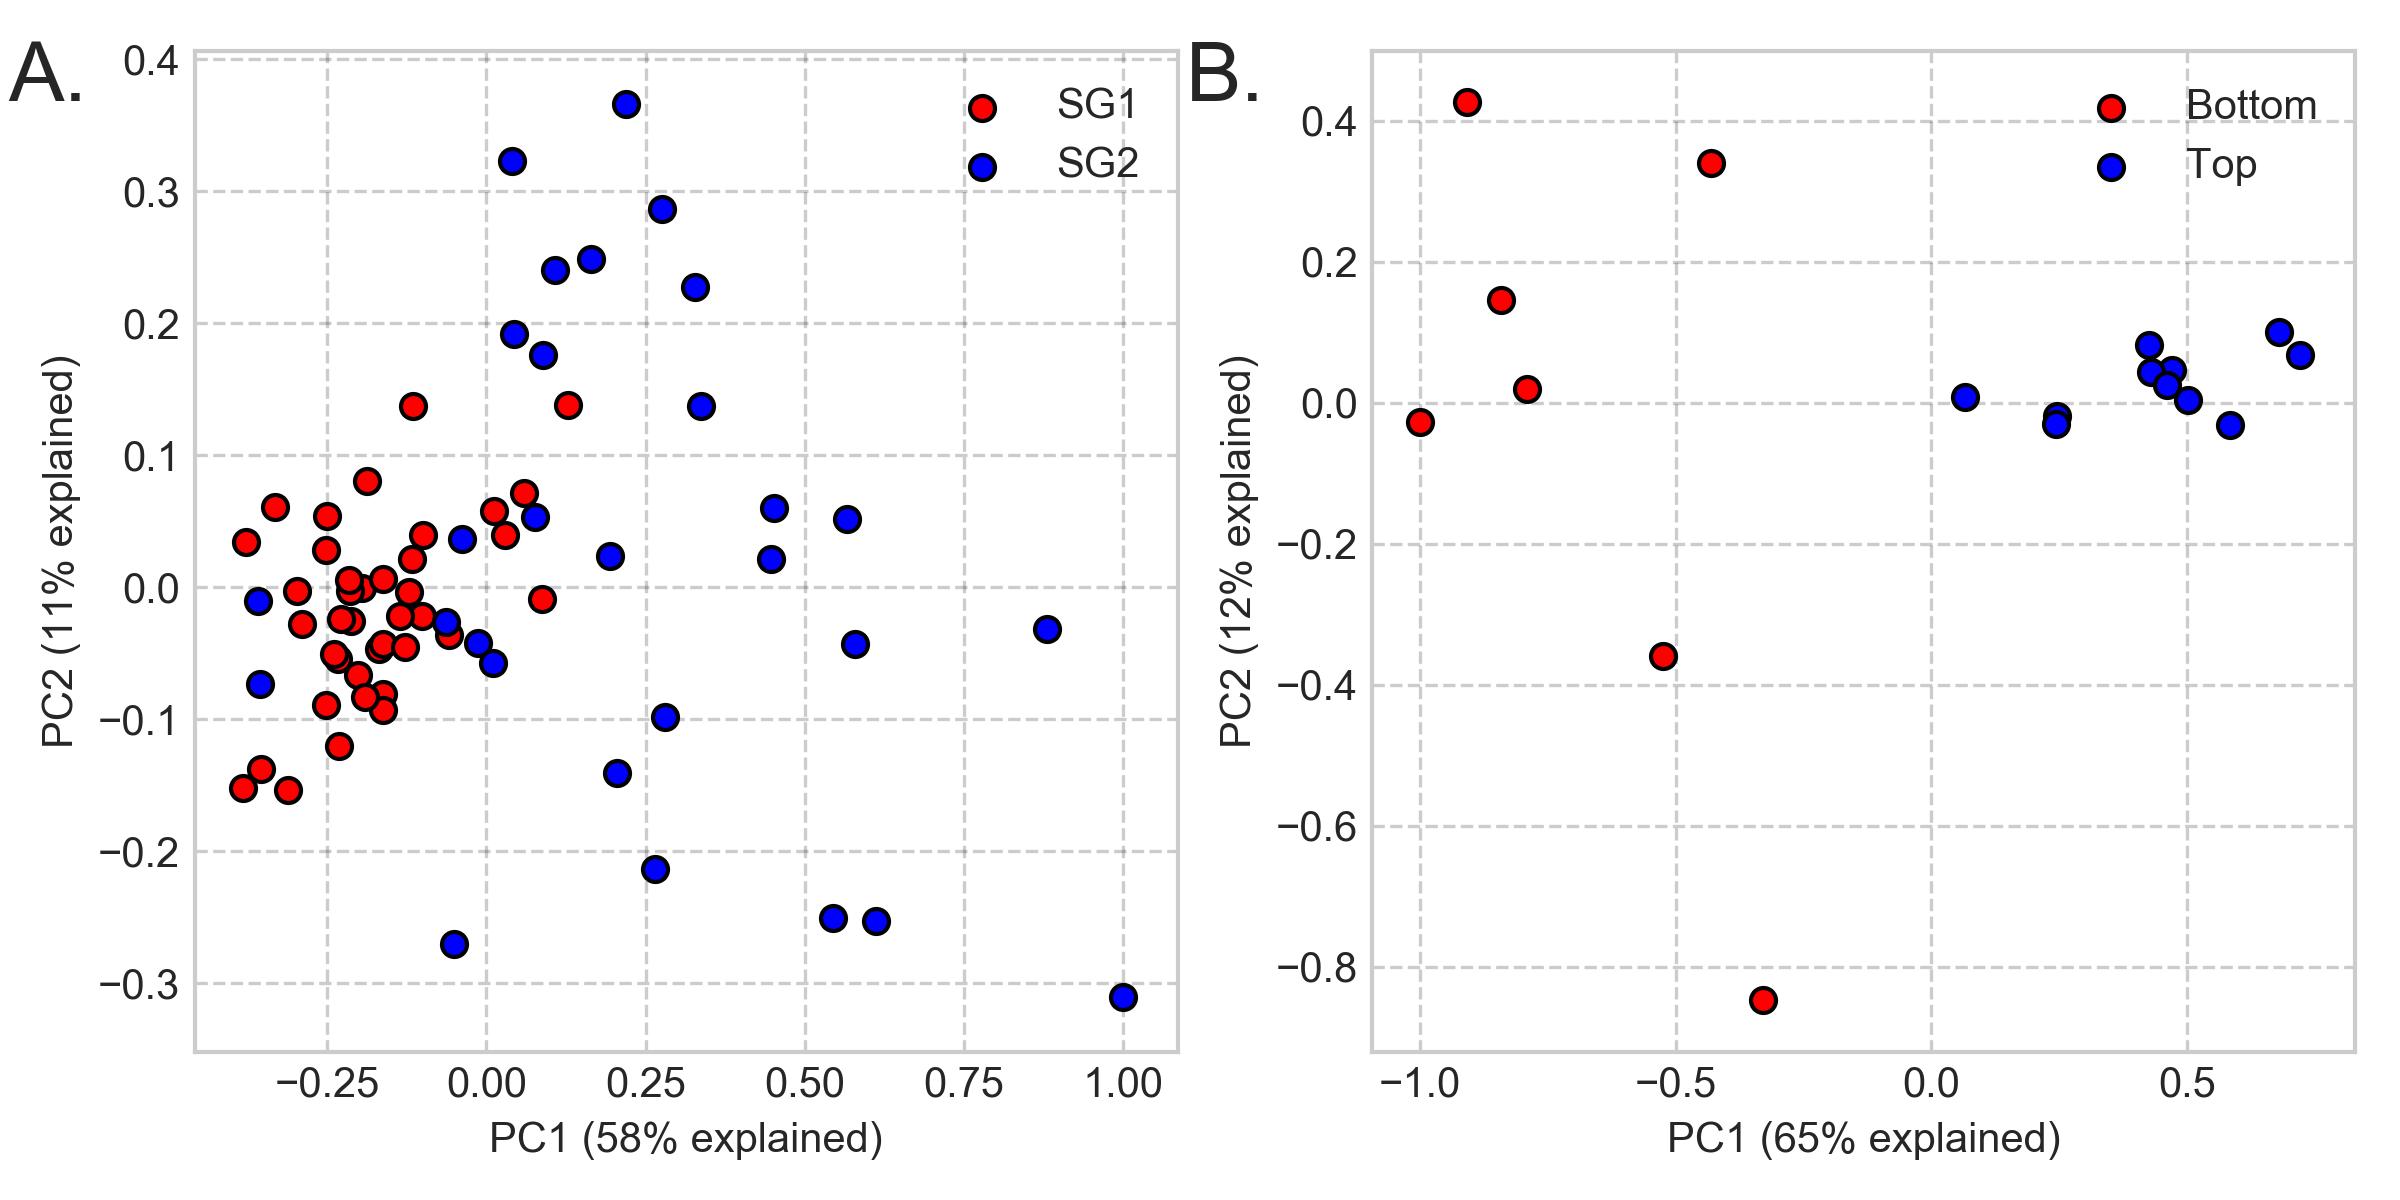 A.
0.4
0.3
0.2
0.1
0.0
−0.1
−0.2
−0.3
PC2 (11% explained)
SG1
SG2
−0.25 0.00 0.25 0.50 0.75 1.00
PC1 (58% explained)
B.
0.4
0.2
0.0
−0.2
−0.4
−0.6
−0.8
PC2 (12% explained)
Bottom
Top
−1.0 −0.5 0.0 0.5
PC1 (65% explained)